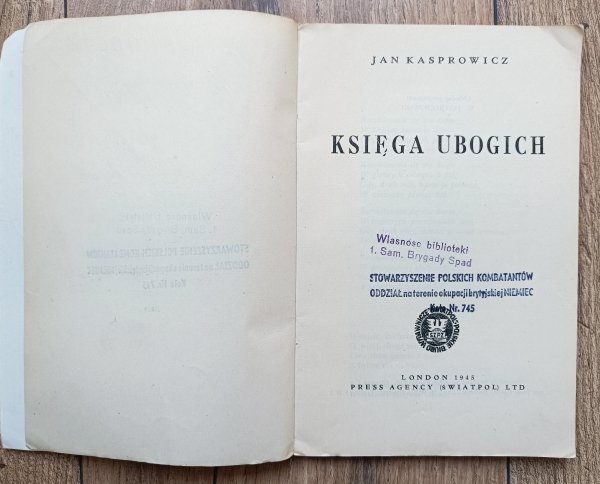 JAN KASPROWICZ
KSIĘGA UBOGICH
Wlasnosc biblioteki
1. Sam. Brygady Spad
STOWARZYSZENIE POLSKICH KOMBATANTÓW
ODDZIAŁ na terenie okupacji brytyjskiej NIEMIEC
Koło Nr. 745
LONDON 1945
PRESS AGENCY (SWIATPOL) LTD